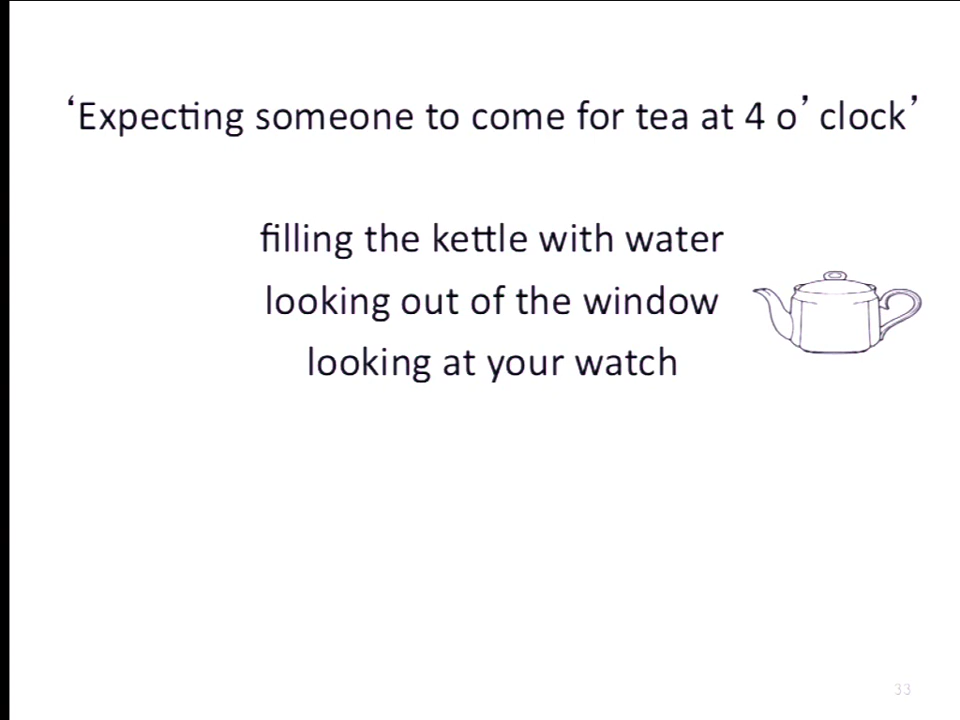 ‘Expecting someone to come for tea at 4 o’ clock’
filling the kettle with water
looking out of the window
looking at your watch
33